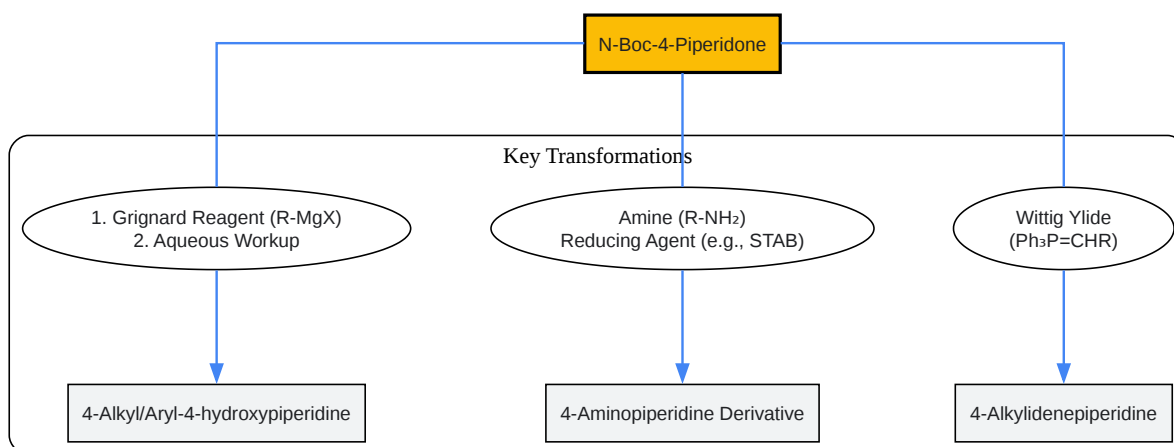 N-Boc-4-Piperidone
Key Transformations
1. Grignard Reagent (R-MgX)
2. Aqueous Workup
Amine (R-NH₂)
Reducing Agent (e.g., STAB)
Wittig Ylide
(Ph₃P=CHR)
4-Alkyl/Aryl-4-hydroxypiperidine
4-Aminopiperidine Derivative
4-Alkylidenepiperidine